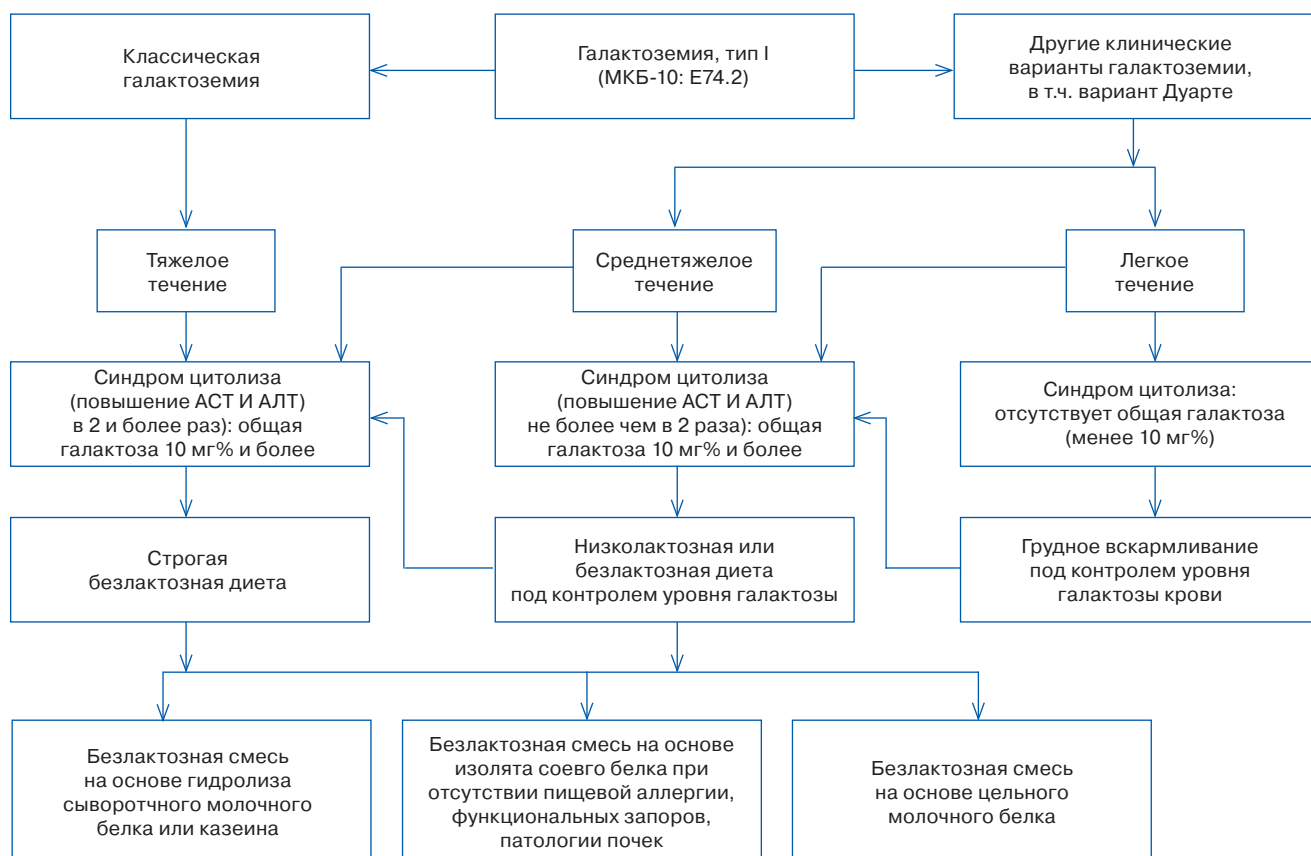 Классическая
галактоземия
Галактоземия, тип I
(МКБ-10: E74.2)
Другие клинические
варианты галактоземии,
в т.ч. вариант Дуарте
Тяжелое
течение
Среднетяжелое
течение
Легкое
течение
Синдром цитолиза
(повышение АСТ И АЛТ)
в 2 и более раз): общая
галактоза 10 мг% и более
Синдром цитолиза
(повышение АСТ И АЛТ)
не более чем в 2 раза): общая
галактоза 10 мг% и более
Синдром цитолиза:
отсутствует общая галактоза
(менее 10 мг%)
Строгая
безлактозная диета
Низколактозная или
безлактозная диета
под контролем уровня галактозы
Грудное вскармливание
под контролем уровня
галактозы крови
Безлактозная смесь
на основе гидролиза
сыворотчного молочного
белка или казеина
Безлактозная смесь на основе
изолята соевго белка при
отсутствии пищевой аллергии,
функциональных запоров,
патологии почек
Безлактозная смесь
на основе цельного
молочного белка